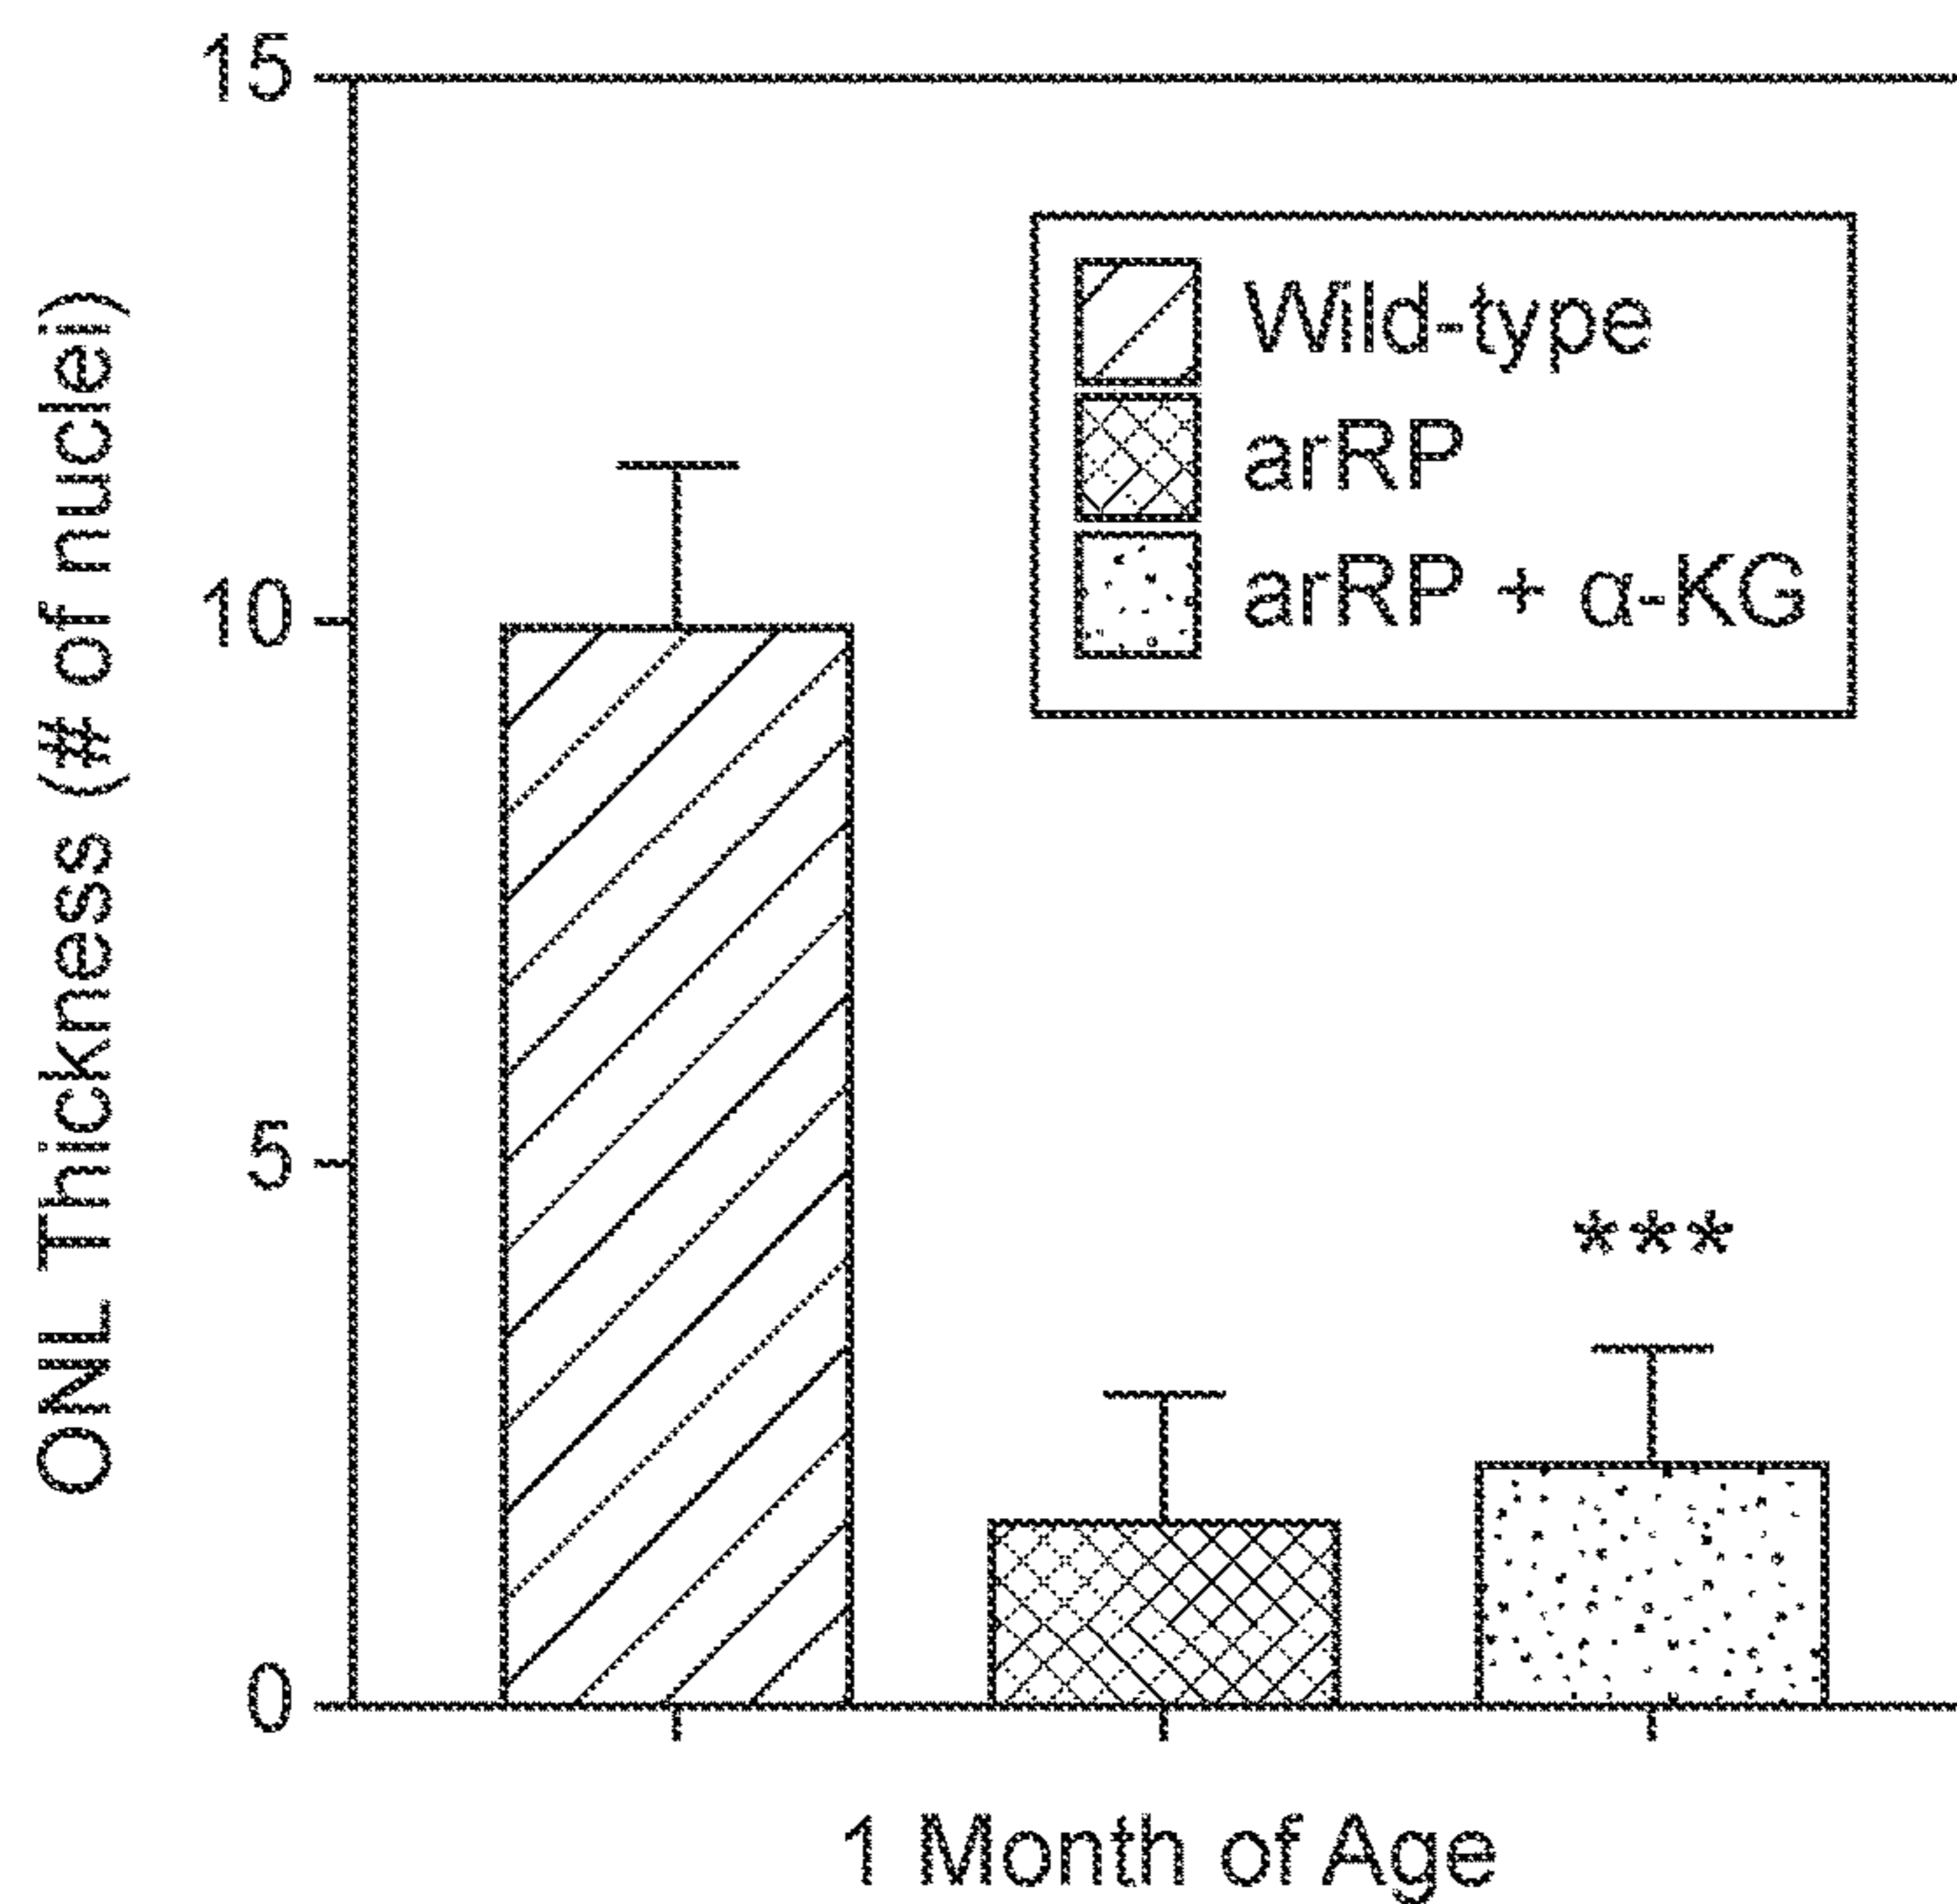 ONL Thickness (# of nuclei)
15
10
5
0
Wild-type
arRP
arRP + α-KG
***
1 Month of Age